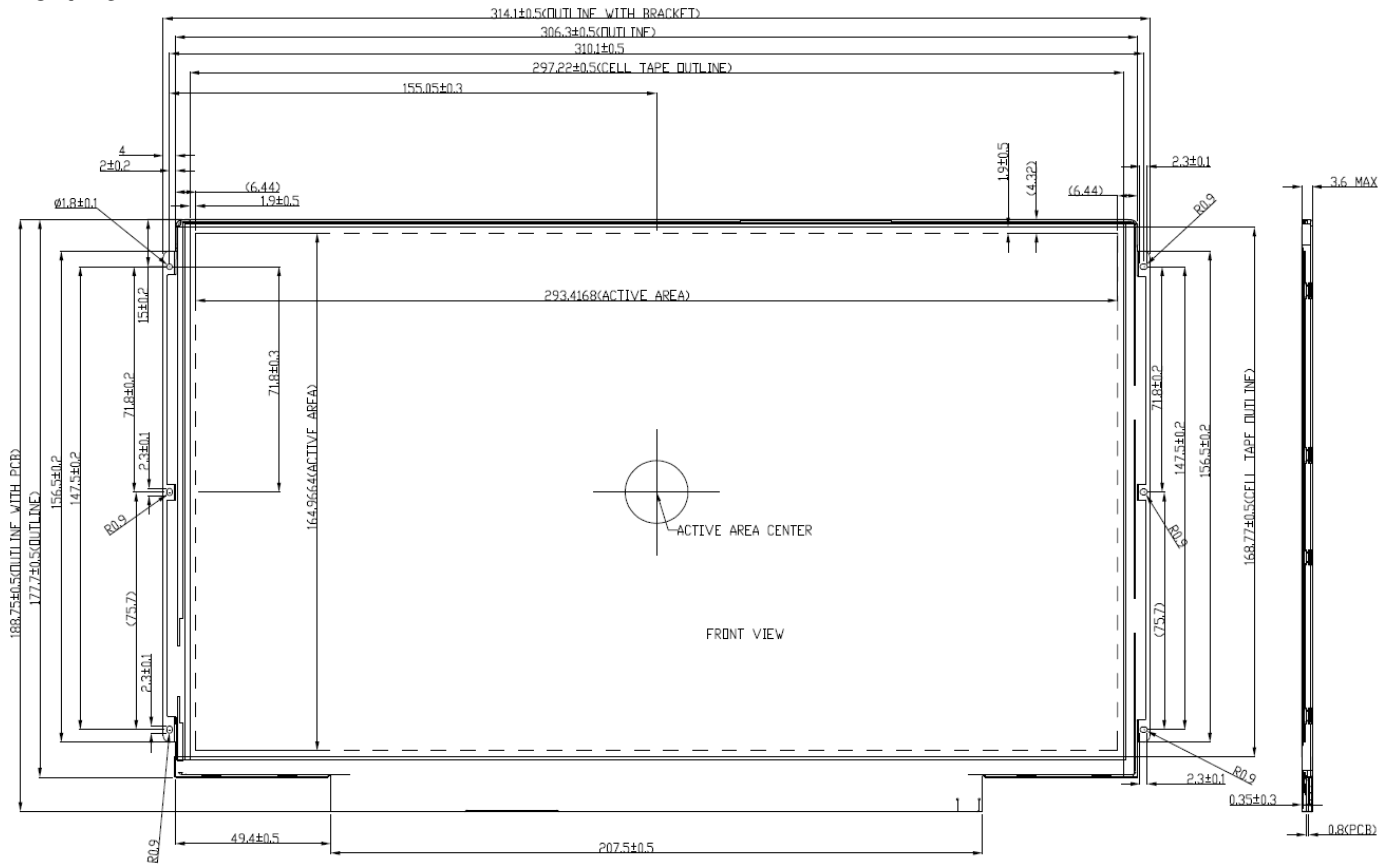 314.1±0.5(OUTLINE WITH BRACKET)
306.3±0.5(OUTLINE)
310.1±0.5
297.22±0.5(CELL TAPE OUTLINE)
155.05±0.3
4
2±0.2
(6.44)
1.9±0.5
ø1.8±0.1
1.9±0.5
(4.32)
(6.44)
2.3±0.1
R0.9
3.6 MAX
293.4168(ACTIVE AREA)
15±0.2
71.8±0.2
71.8±0.3
2.3±0.1
164.9664(ACTIVE AREA)
188.75±0.5(OUTLINE WITH PCB)
177.7±0.5(OUTLINE)
156.5±0.2
147.5±0.2
R0.9
(75.7)
2.3±0.1
ACTIVE AREA CENTER
FRONT VIEW
71.8±0.2
147.5±0.2
156.5±0.2
168.77±0.5(CELL TAPE OUTLINE)
R0.9
(75.7)
R0.9
2.3±0.1
0.35±0.3
0.8(PCB)
R0.9
49.4±0.5
207.5±0.5